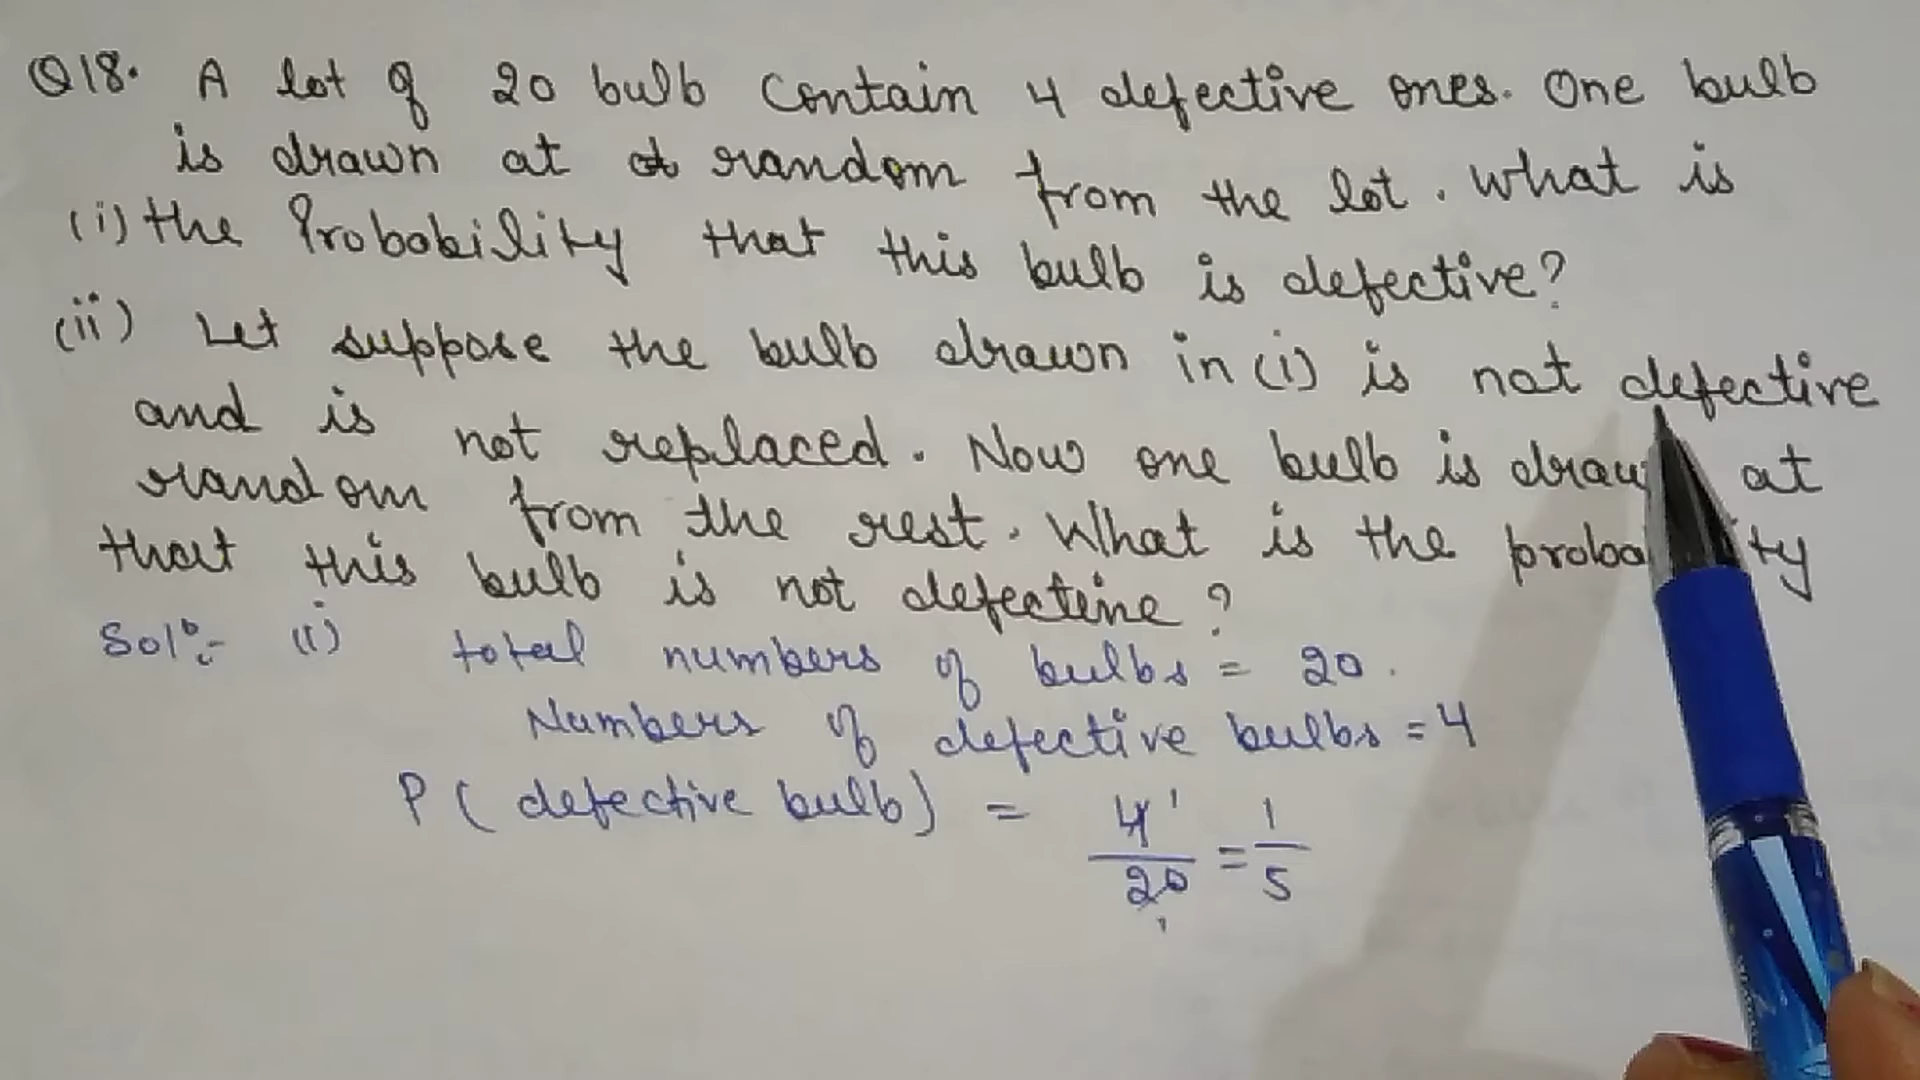 Q18. A lot of 20 bulb contain 4 defective ones. One bulb
is drawn at random from the lot. What is
(i) the Probability that this bulb is defective?
(ii) Let suppose the bulb drawn in (i) is not defective
and is not replaced. Now one bulb is drawn at
random from the rest. What is the probability
that this bulb is not defective?
Sol:- (i) total numbers of bulbs = 20.
Numbers of defective bulbs = 4
P (defective bulb) = 4/20 = 1/5